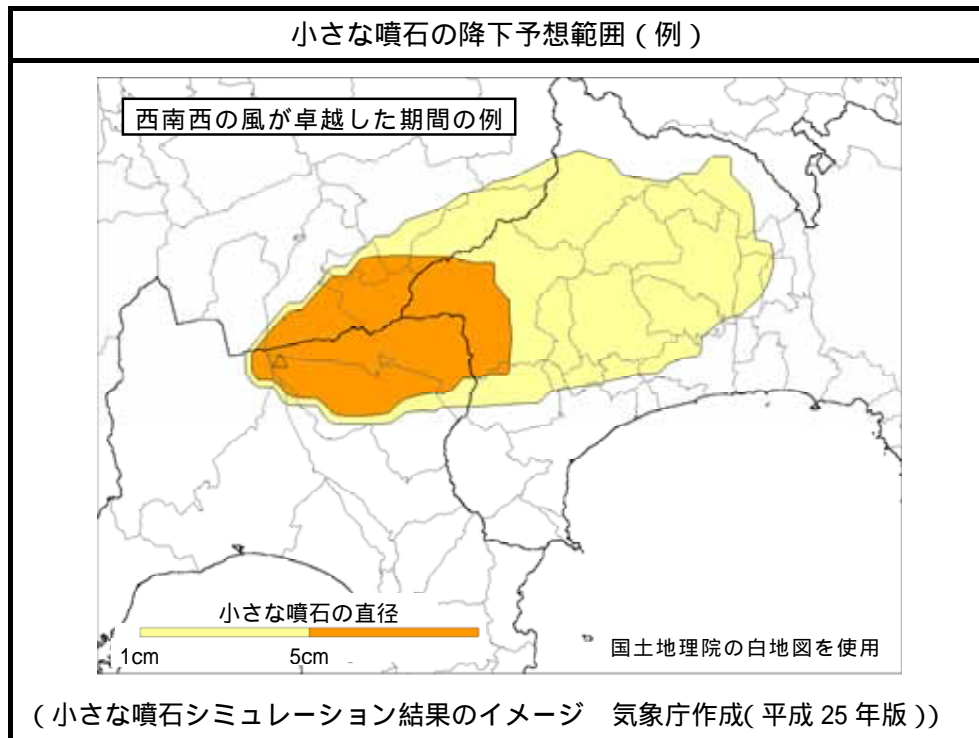 小さな噴石の降下予想範囲（例）
西南西の風が卓越した期間の例
小さな噴石の直径
1cm 5cm
国土地理院の白地図を使用
（小さな噴石シミュレーション結果のイメージ　気象庁作成（平成 25 年版））